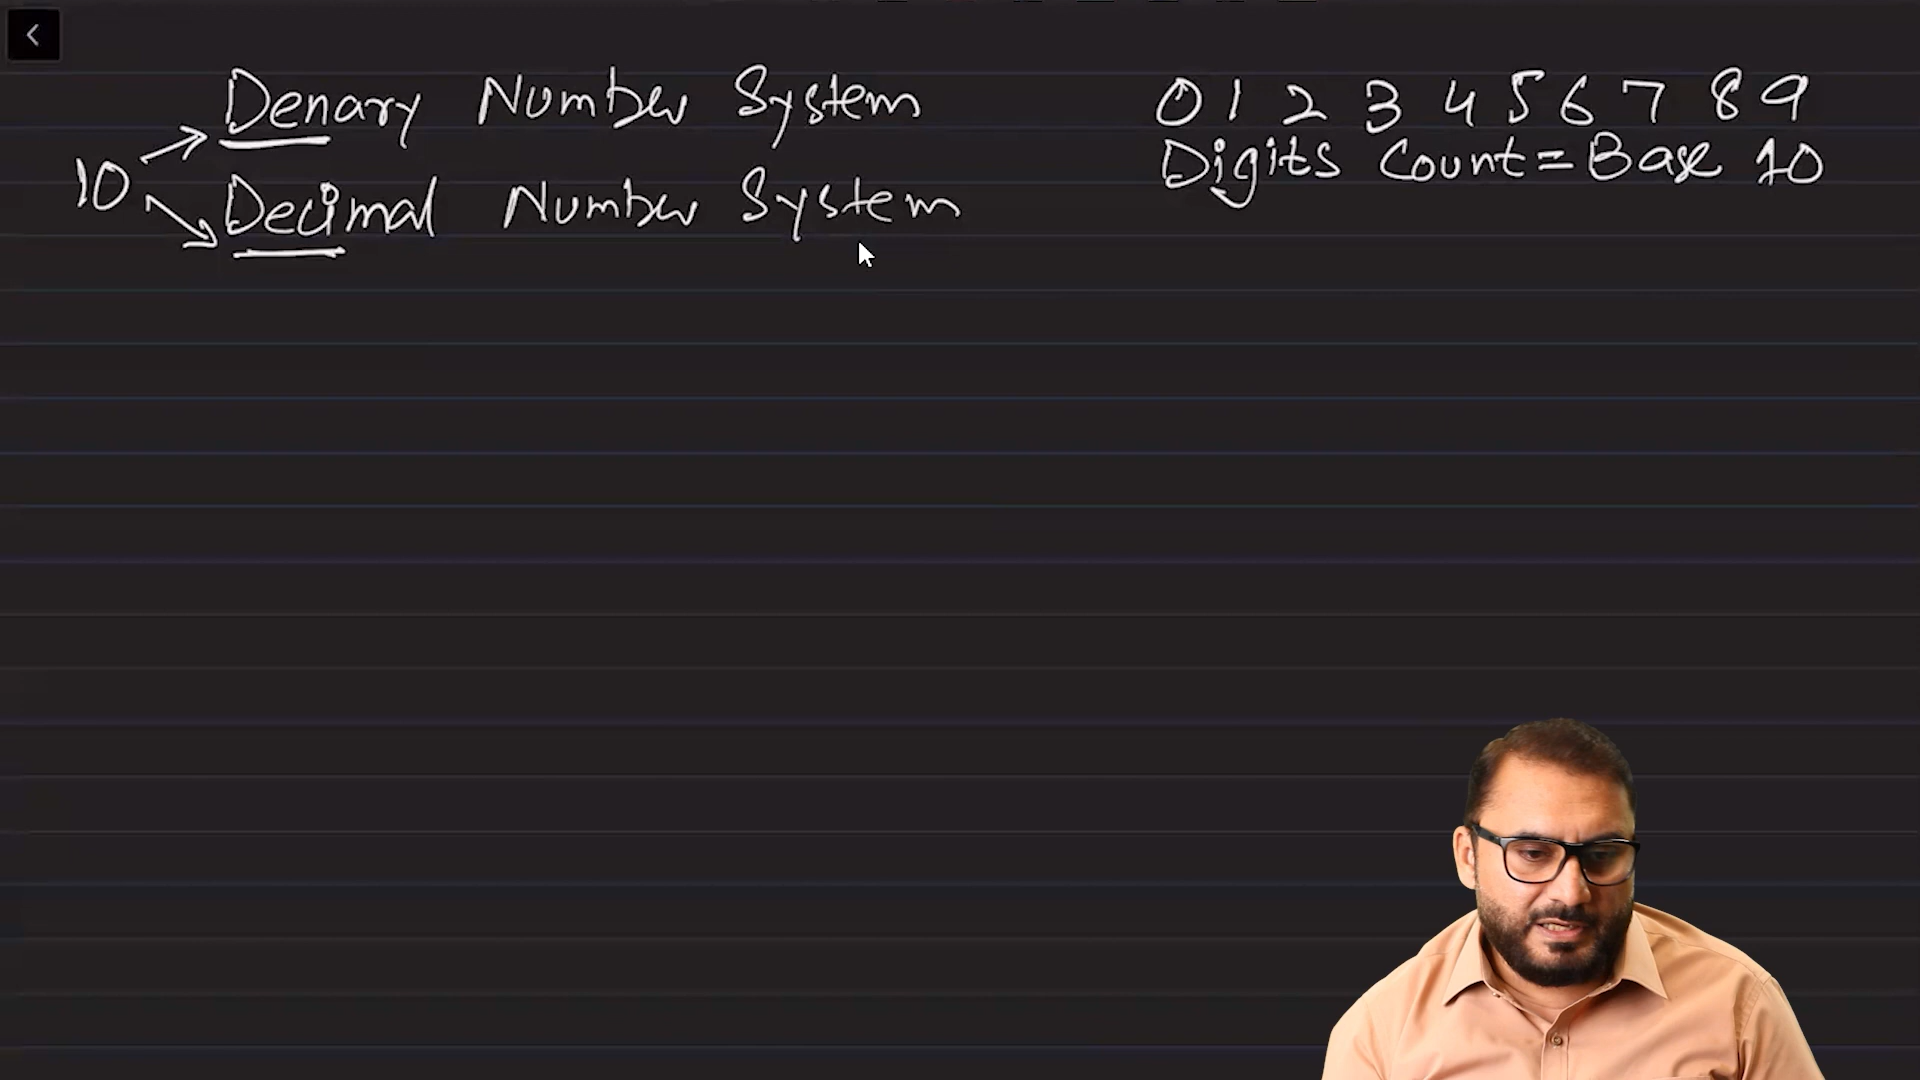 Denary Number System
10
Decimal Number System
0 1 2 3 4 5 6 7 8 9
Digits Count = Base 10